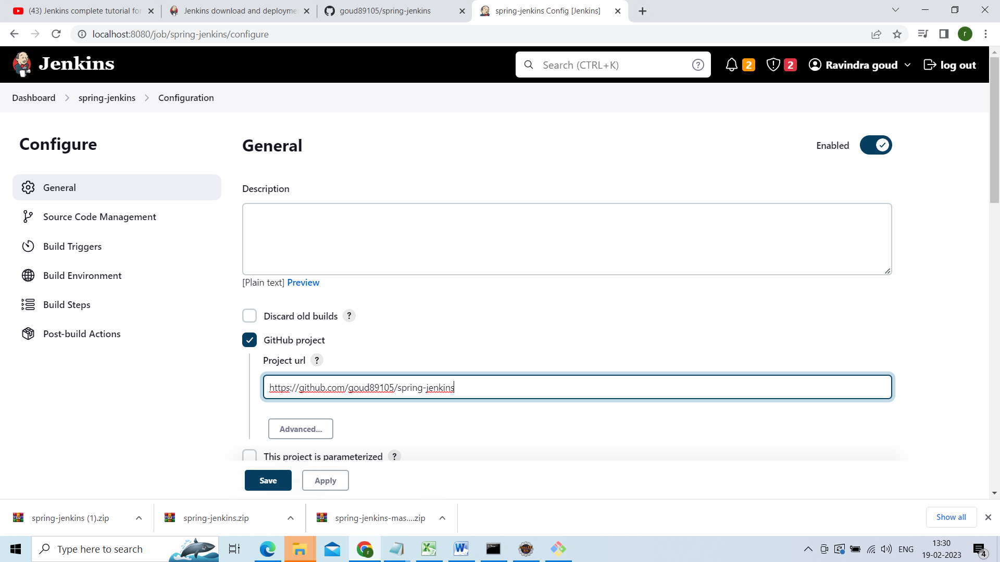 (43) Jenkins complete tutorial for
Jenkins download and deployme
goud89105/spring-jenkins
spring-jenkins Config [Jenkins]
localhost:8080/job/spring-jenkins/configure
r
Jenkins
Search (CTRL+K)
?
2
2
Ravindra goud
log out
Dashboard
spring-jenkins
Configuration
Configure
General
Enabled
General
Source Code Management
Build Triggers
Build Environment
Build Steps
Post-build Actions
Description
[Plain text] Preview
Discard old builds ?
GitHub project
Project url ?
https://github.com/goud89105/spring-jenkins
Advanced...
This project is parameterized ?
Save
Apply
spring-jenkins (1).zip
spring-jenkins.zip
spring-jenkins-mas....zip
Show all
Type here to search
ENG
13:30
19-02-2023
4